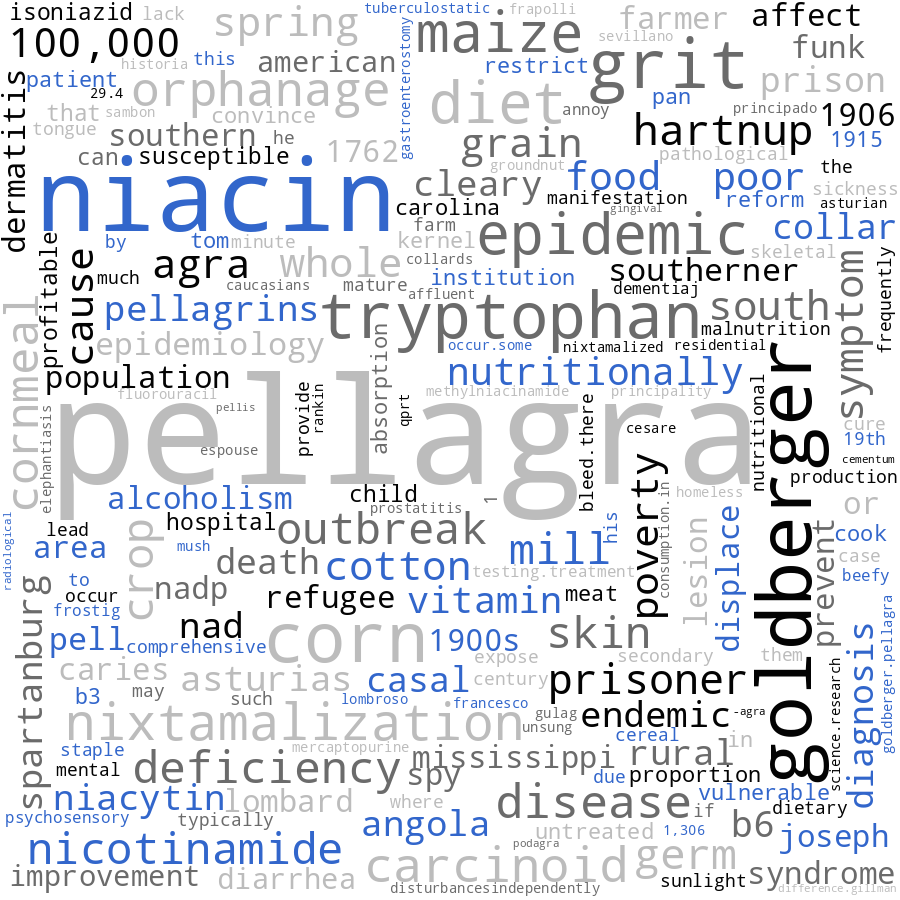 isoniazid
lack
tuberculostatic
frapolli
spring
maize
farmer
affect
sevillano
100,000
historia
this
american
grit
funk
restrict
patient
29.4
orphanage
gastroenterostomy
diet
annoy
pan
prison
principado
1906
dermatitis
that
sambon
convince
tongue
southern
he
grain
hartnup
1915
can
susceptible
1762
groundnut
pathological
the
niacin
cleary
food
poor
sickness
carolina
manifestation
reform
asturian
gingival
farm
collar
by
tom
minute
kernel
epidemic
skeletal
profitable
cause
much
agra
whole
collards
southerner
frequently
caucasians
mature
institution
dementiaj
affluent
pellagrins
tryptophan
south
symptom
cornmeal
epidemiology
absorption
malnutrition
occur.some
nixtamalized
residential
population
nutritionally
goldberger
fluorouracil
provide
rankin
qprt
methylniacinamide
principality
nutritional
pellis
elephantiasis
pellagra
bleed.there
cesare
cure
19th
espouse
cementum
poverty
production
alcoholism
child
1
consumption.in
homeless
prostatitis
or
radiological
lead
crop
hospital
outbreak
his
lesion
displace
prevent
cook
area
mush
mill
case
death
cotton
testing.treatment
beefy
to
occur
nadp
refugee
vitamin
meat
spartanburg
frostig
nad
corn
1900s
skin
diagnosis
goldberger.pellagra
pell
comprehensive
expose
secondary
them
caries
asturias
casal
century
prisoner
science.research
b3
may
such
lombroso
francesco
nixtamalization
gulag
unsung
endemic
-agra
staple
mercaptopurine
cereal
in
mental
deficiency
spy
mississippi
rural
due
proportion
niacytin
lombard
where
disease
vulnerable
if
dietary
psychosensory
typically
angola
untreated
1,306
b6
joseph
podagra
nicotinamide
carcinoid
germ
improvement
diarrhea
disturbancesindependently
sunlight
syndrome
difference.gillman